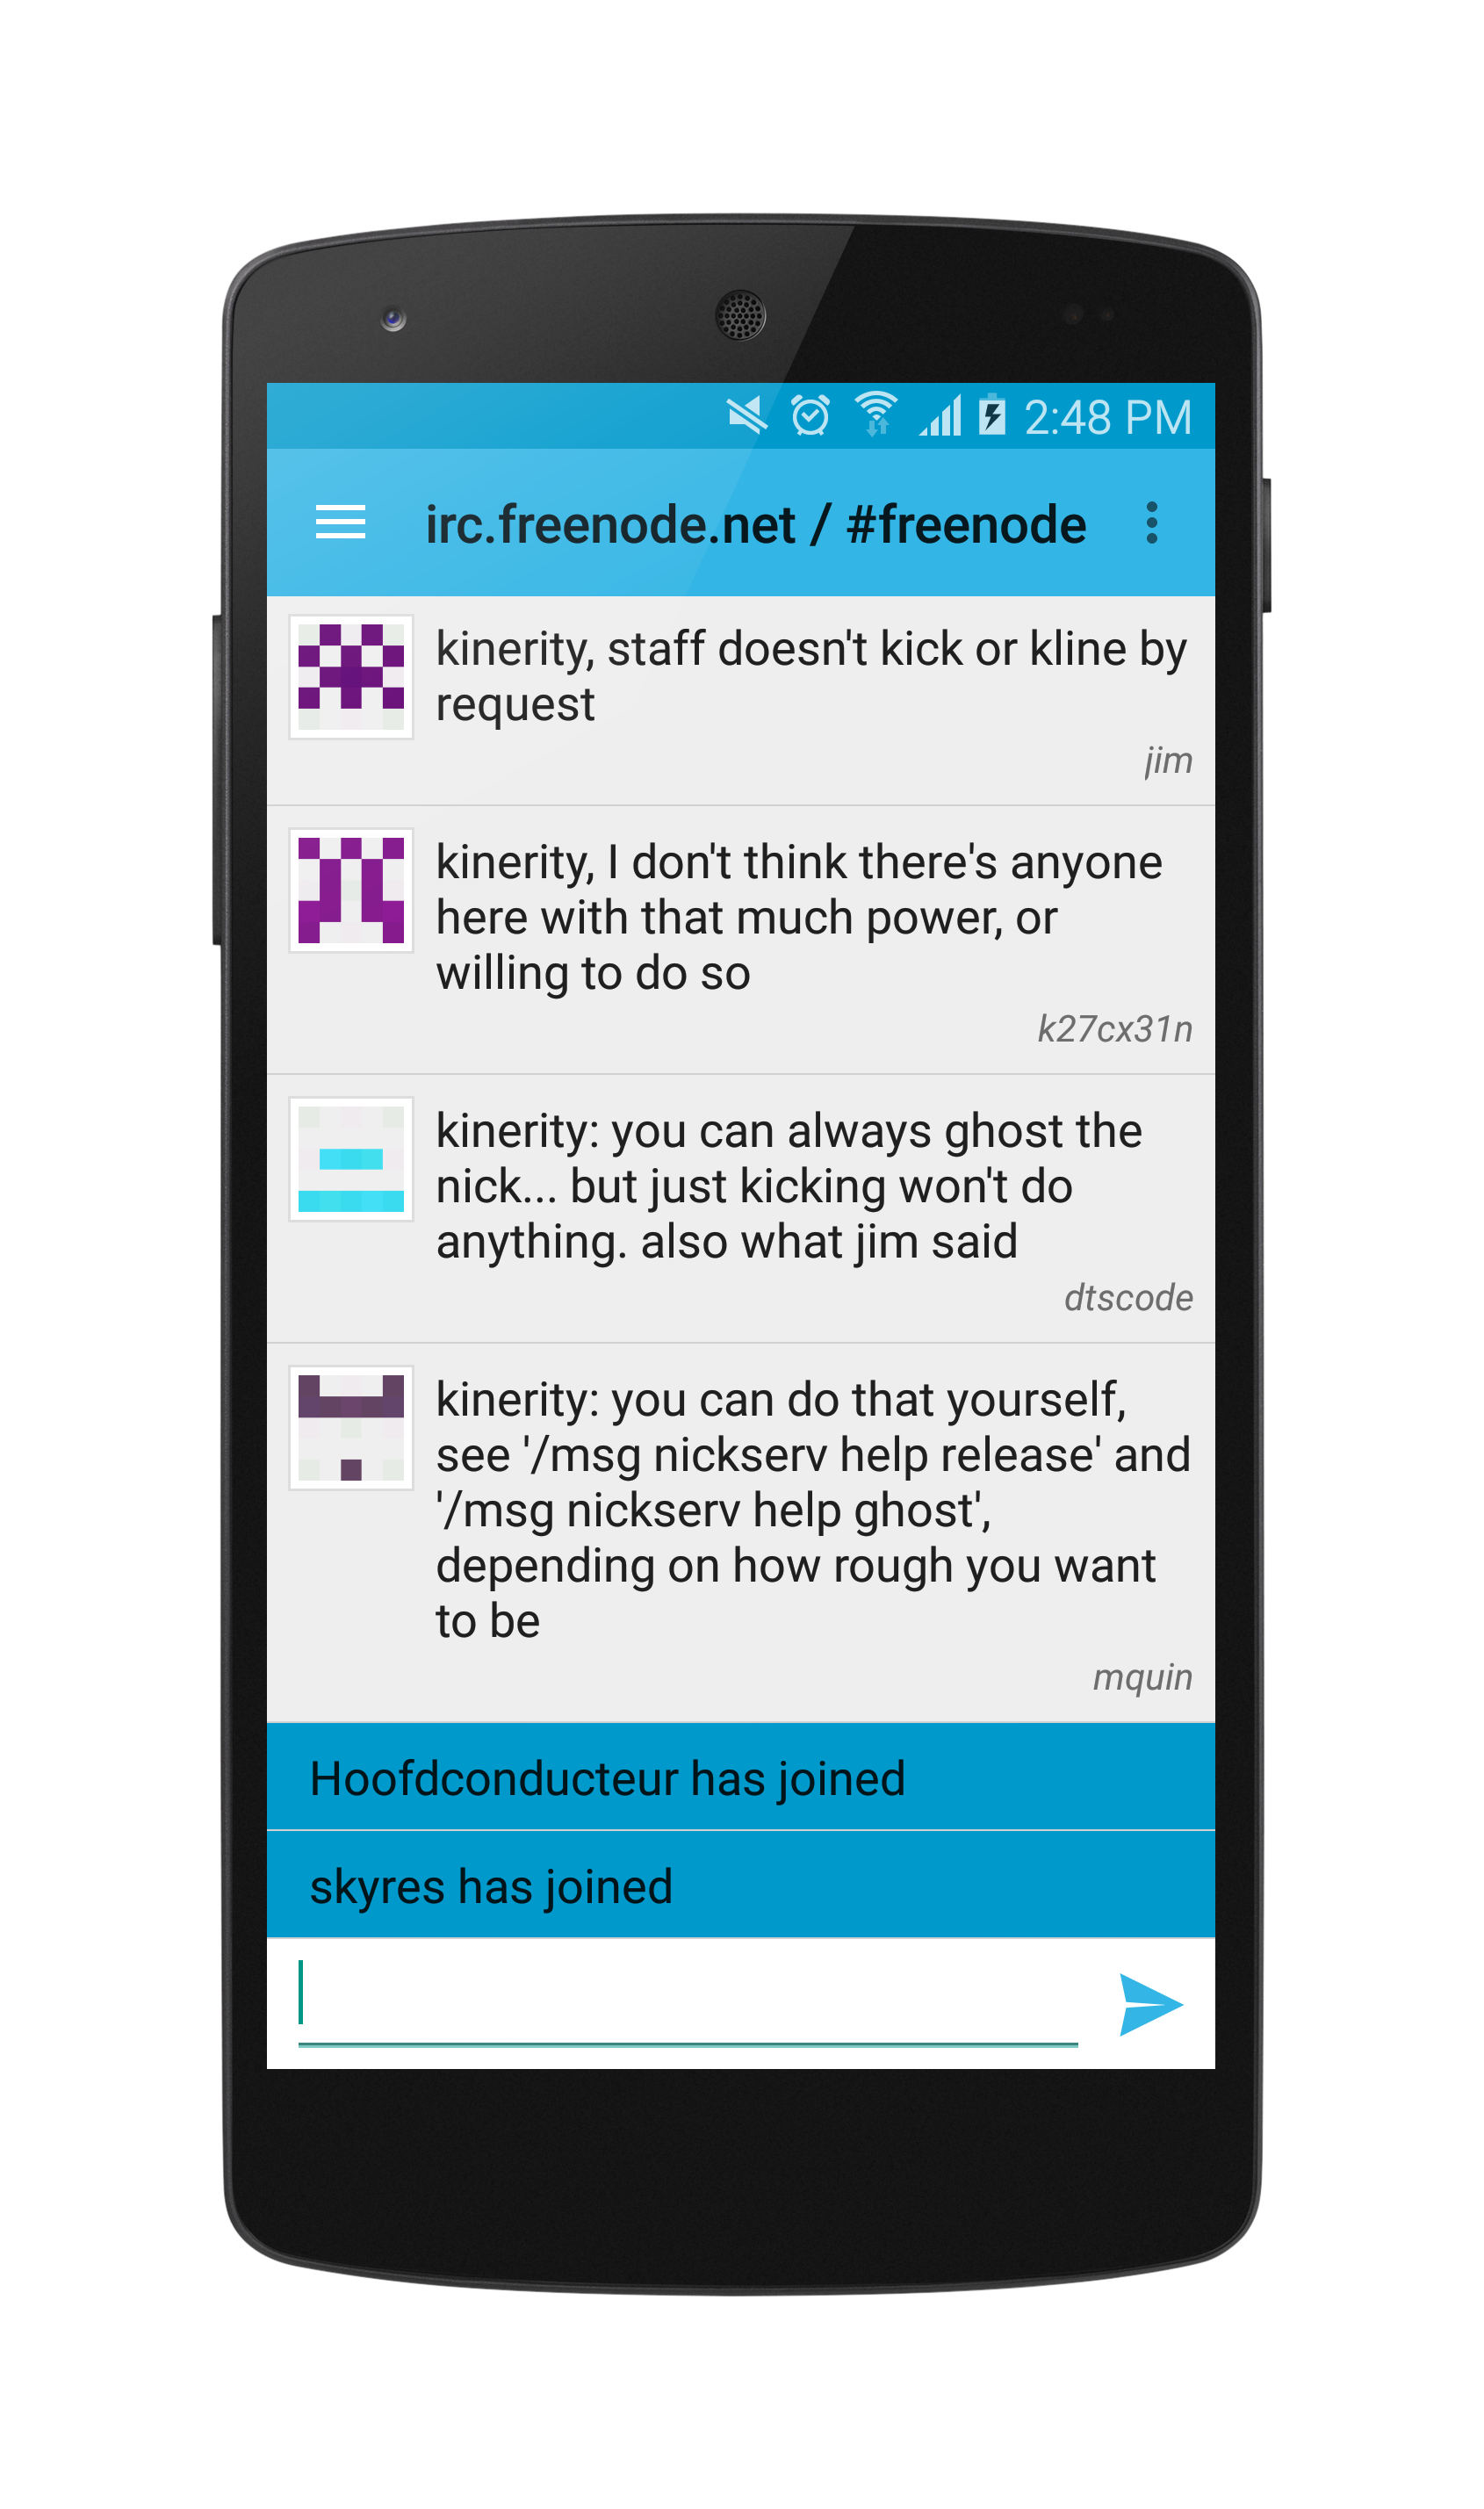 2:48 PM
irc.freenode.net / #freenode
kinerity, staff doesn't kick or kline by
request
jim
kinerity, I don't think there's anyone
here with that much power, or
willing to do so
k27cx31n
kinerity: you can always ghost the
nick... but just kicking won't do
anything. also what jim said
dtscode
kinerity: you can do that yourself,
see '/msg nickserv help release' and
'/msg nickserv help ghost',
depending on how rough you want
to be
mquin
Hoofdconducteur has joined
skyres has joined